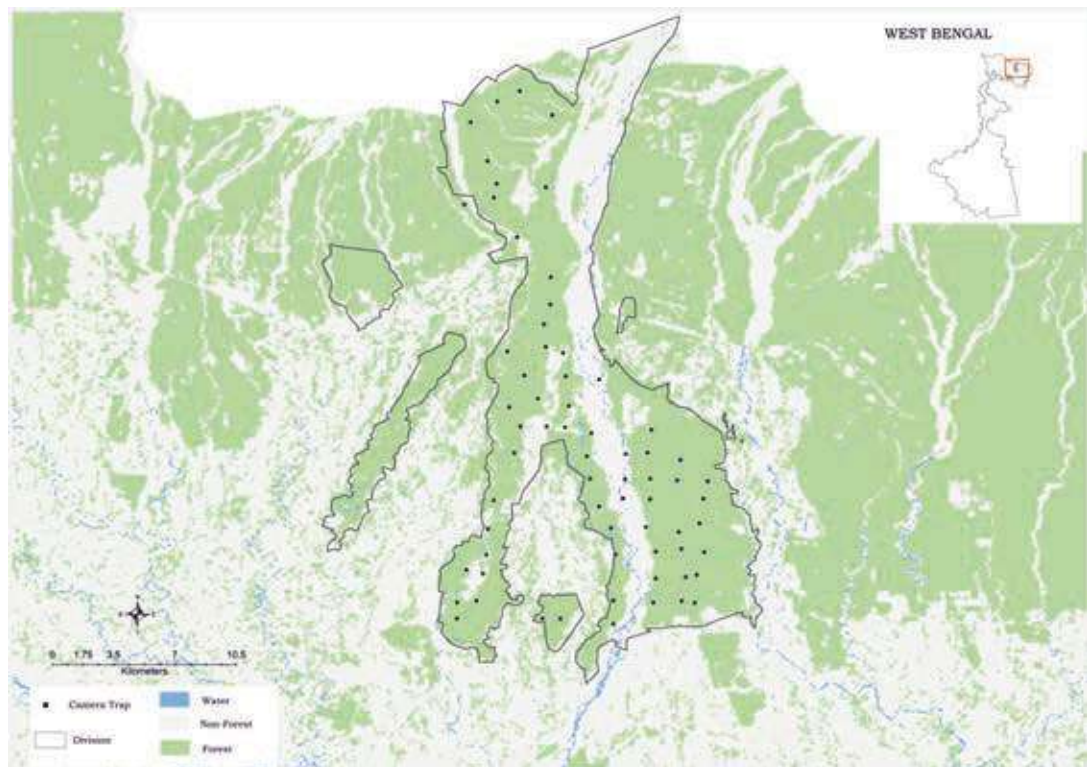 WEST BENGAL
0 1.75 3.5 7 10.5
Kilometers
Camera Trap
Division
Water
Non-Forest
Forest